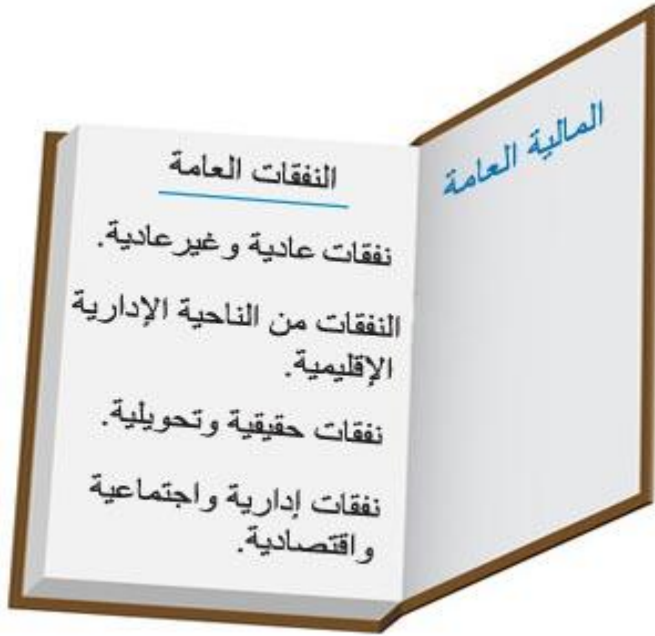 المالية العامة
النفقات العامة
نفقات عادية وغيرعادية.
النفقات من الناحية الإدارية
الإقليمية.
نفقات حقيقية وتحويلية.
نفقات إدارية واجتماعية
واقتصادية.